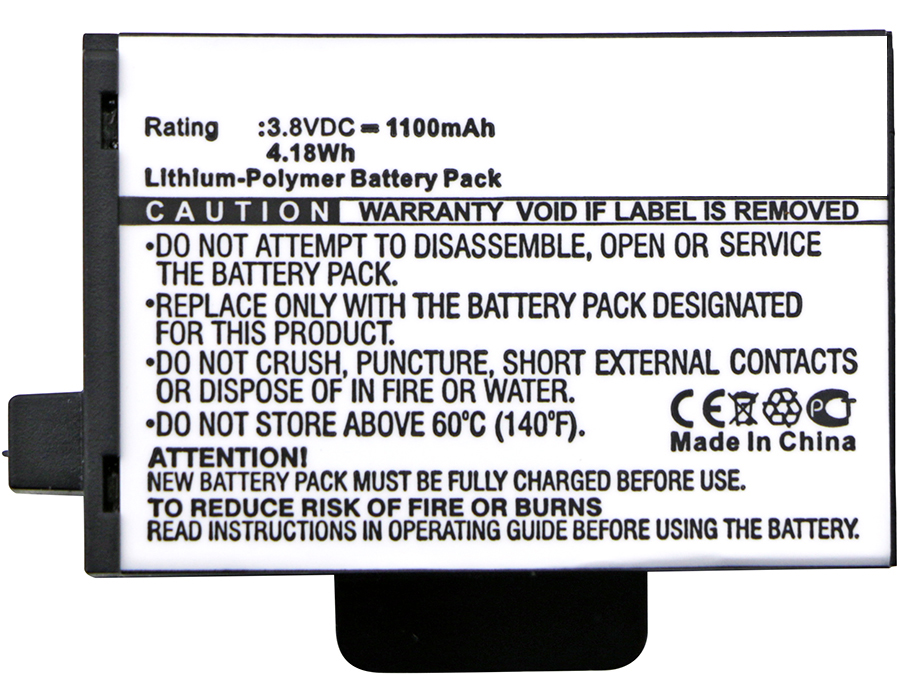 Rating :3.8VDC ⎓ 1100mAh
4.18Wh
Lithium-Polymer Battery Pack
CAUTION WARRANTY VOID IF LABEL IS REMOVED
•DO NOT ATTEMPT TO DISASSEMBLE, OPEN OR SERVICE
THE BATTERY PACK.
•REPLACE ONLY WITH THE BATTERY PACK DESIGNATED
FOR THIS PRODUCT.
•DO NOT CRUSH, PUNCTURE, SHORT EXTERNAL CONTACTS
OR DISPOSE OF IN FIRE OR WATER.
•DO NOT STORE ABOVE 60°C (140°F).
CE PCT
Made In China
ATTENTION!
NEW BATTERY PACK MUST BE FULLY CHARGED BEFORE USE.
TO REDUCE RISK OF FIRE OR BURNS
READ INSTRUCTIONS IN OPERATING GUIDE BEFORE USING THE BATTERY.